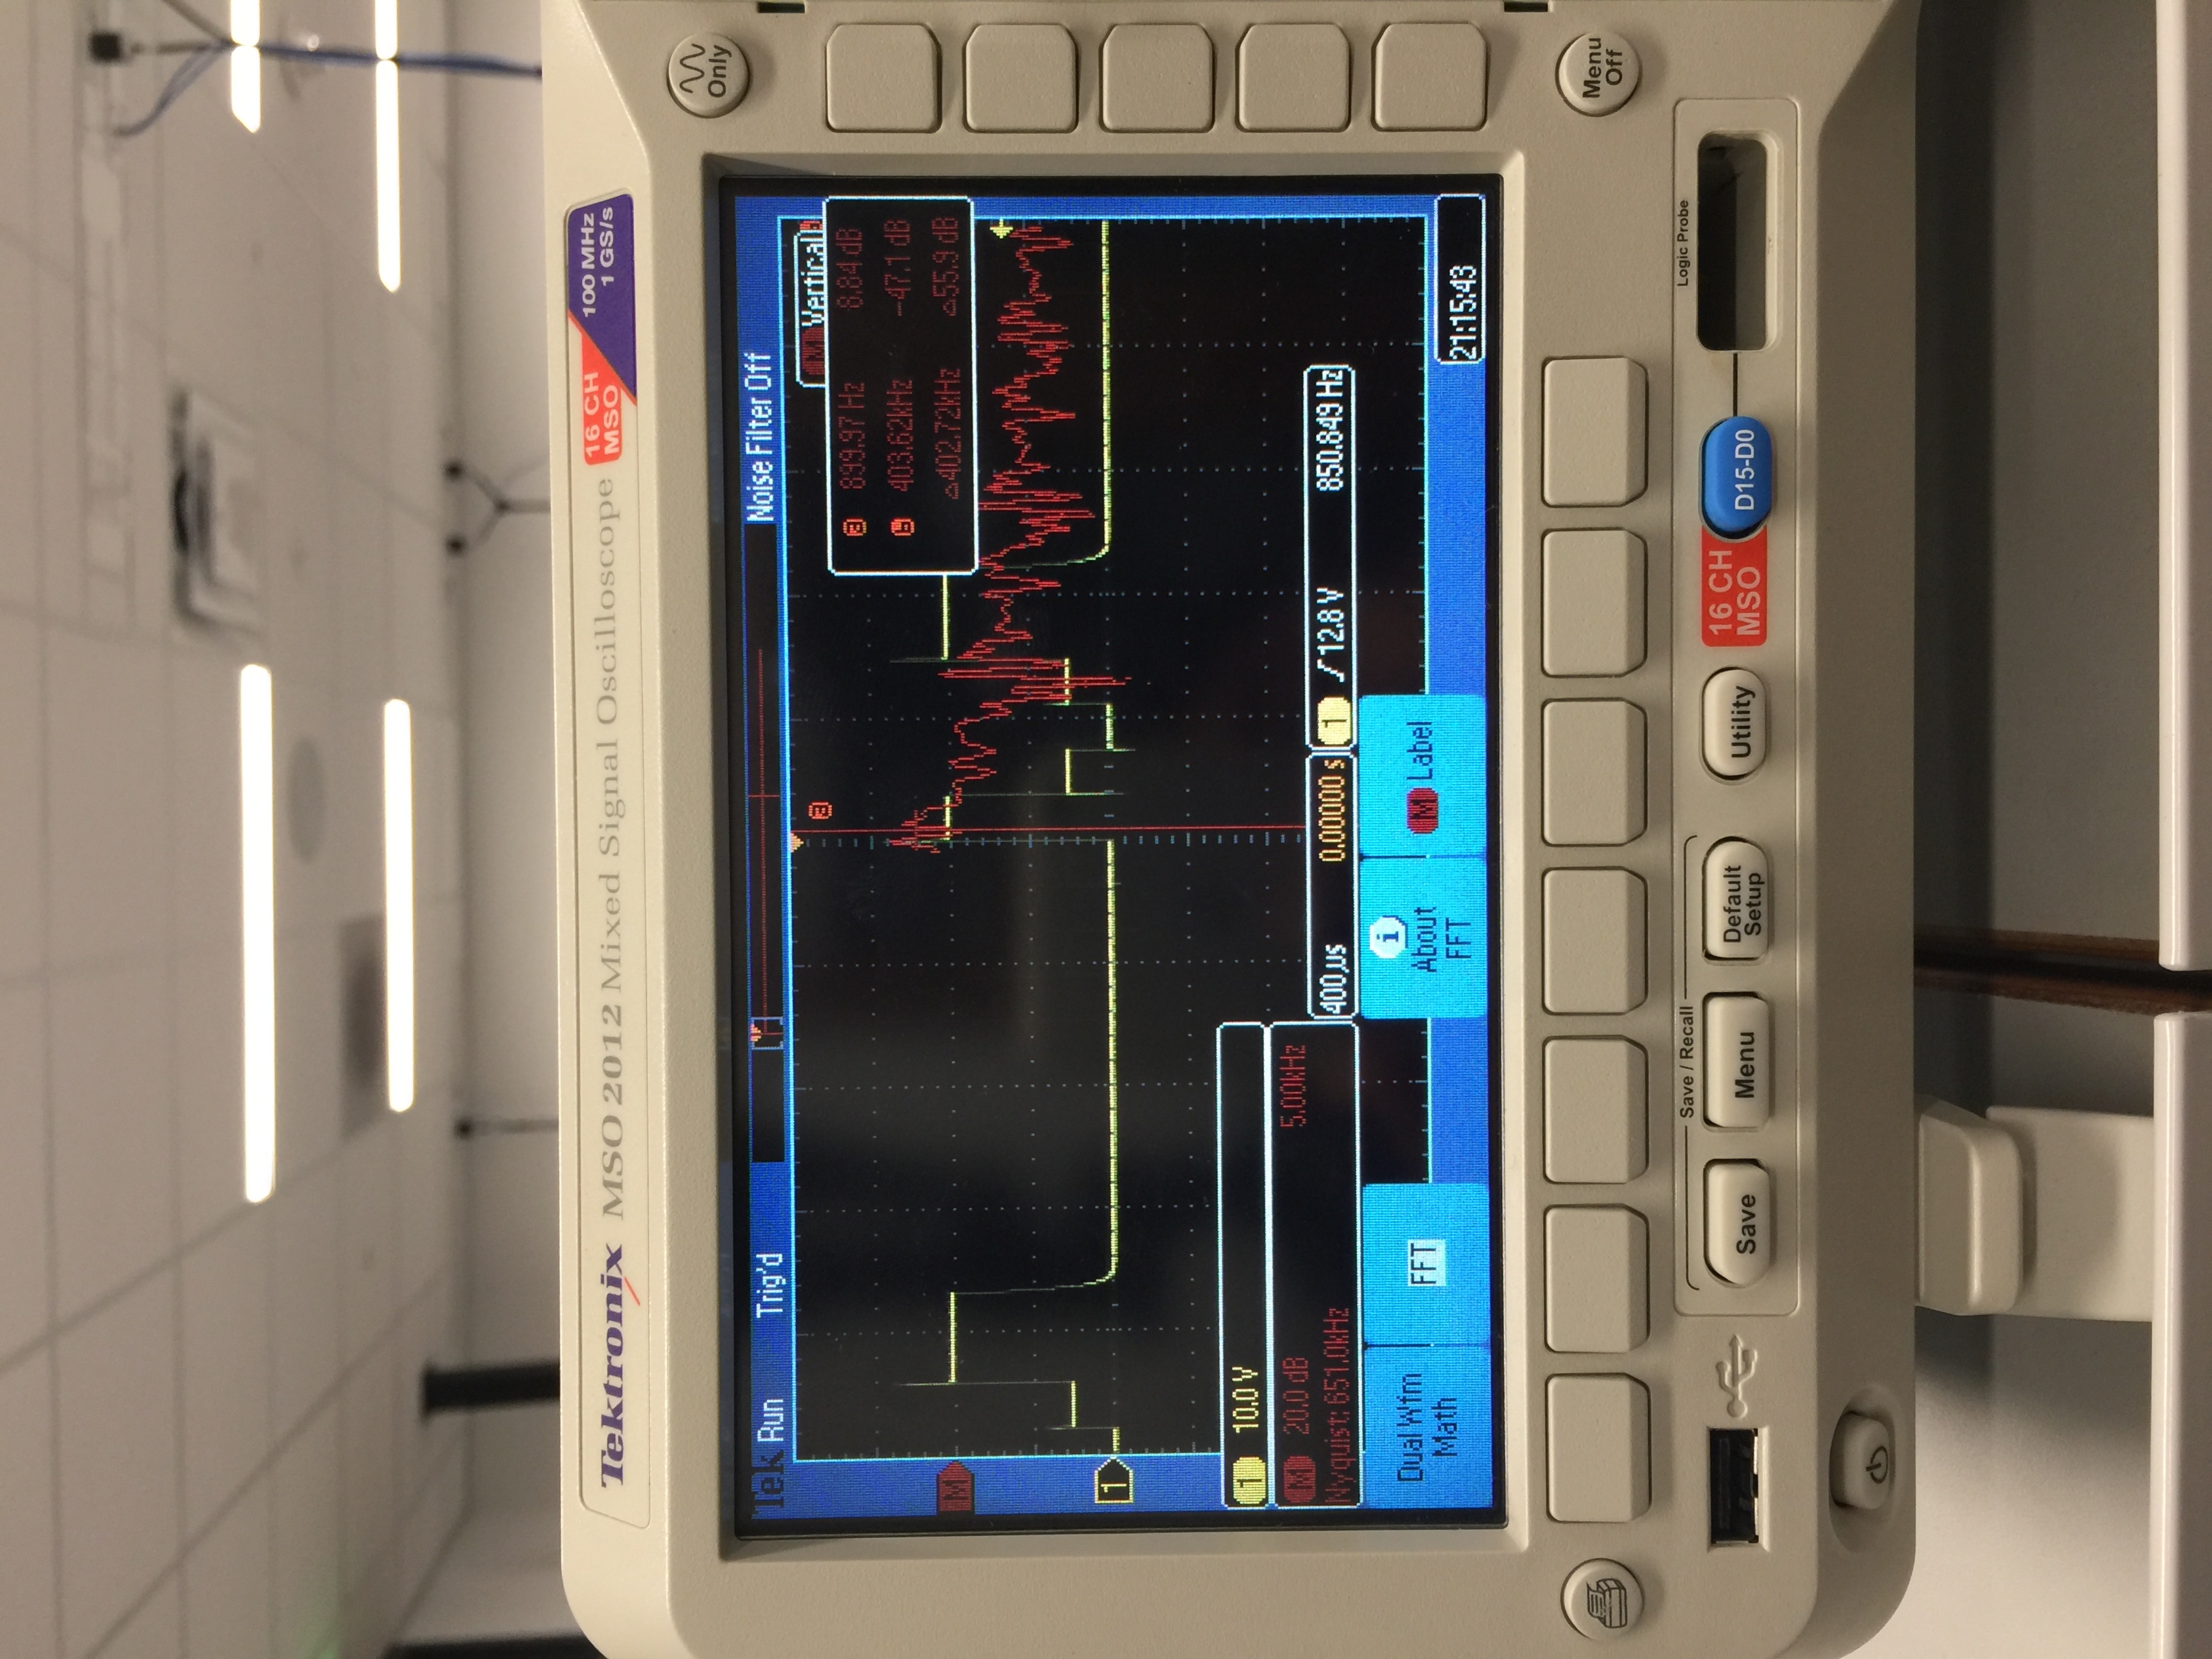 Tektronix MSO 2012 Mixed Signal Oscilloscope
16 CH MSO
100 MHz
1 GS/s
Only
Tek Run Trig'd Noise Filter Off
M Vertical
a
a 899.97 Hz 8.84 dB
b 403.62kHz -47.1 dB
△402.72kHz △55.9 dB
M
1
1 10.0 V
M 20.0 dB 5.00kHz
Nyquist: 651.0kHz
400µs 0.00000 s
1 12.8 V 850.849 Hz
Dual Wfm
Math
FFT
i
About
FFT
M Label
21:15:43
Menu
Off
Save / Recall
Save
Menu
Default
Setup
Utility
16 CH
MSO
D15-D0
Logic Probe